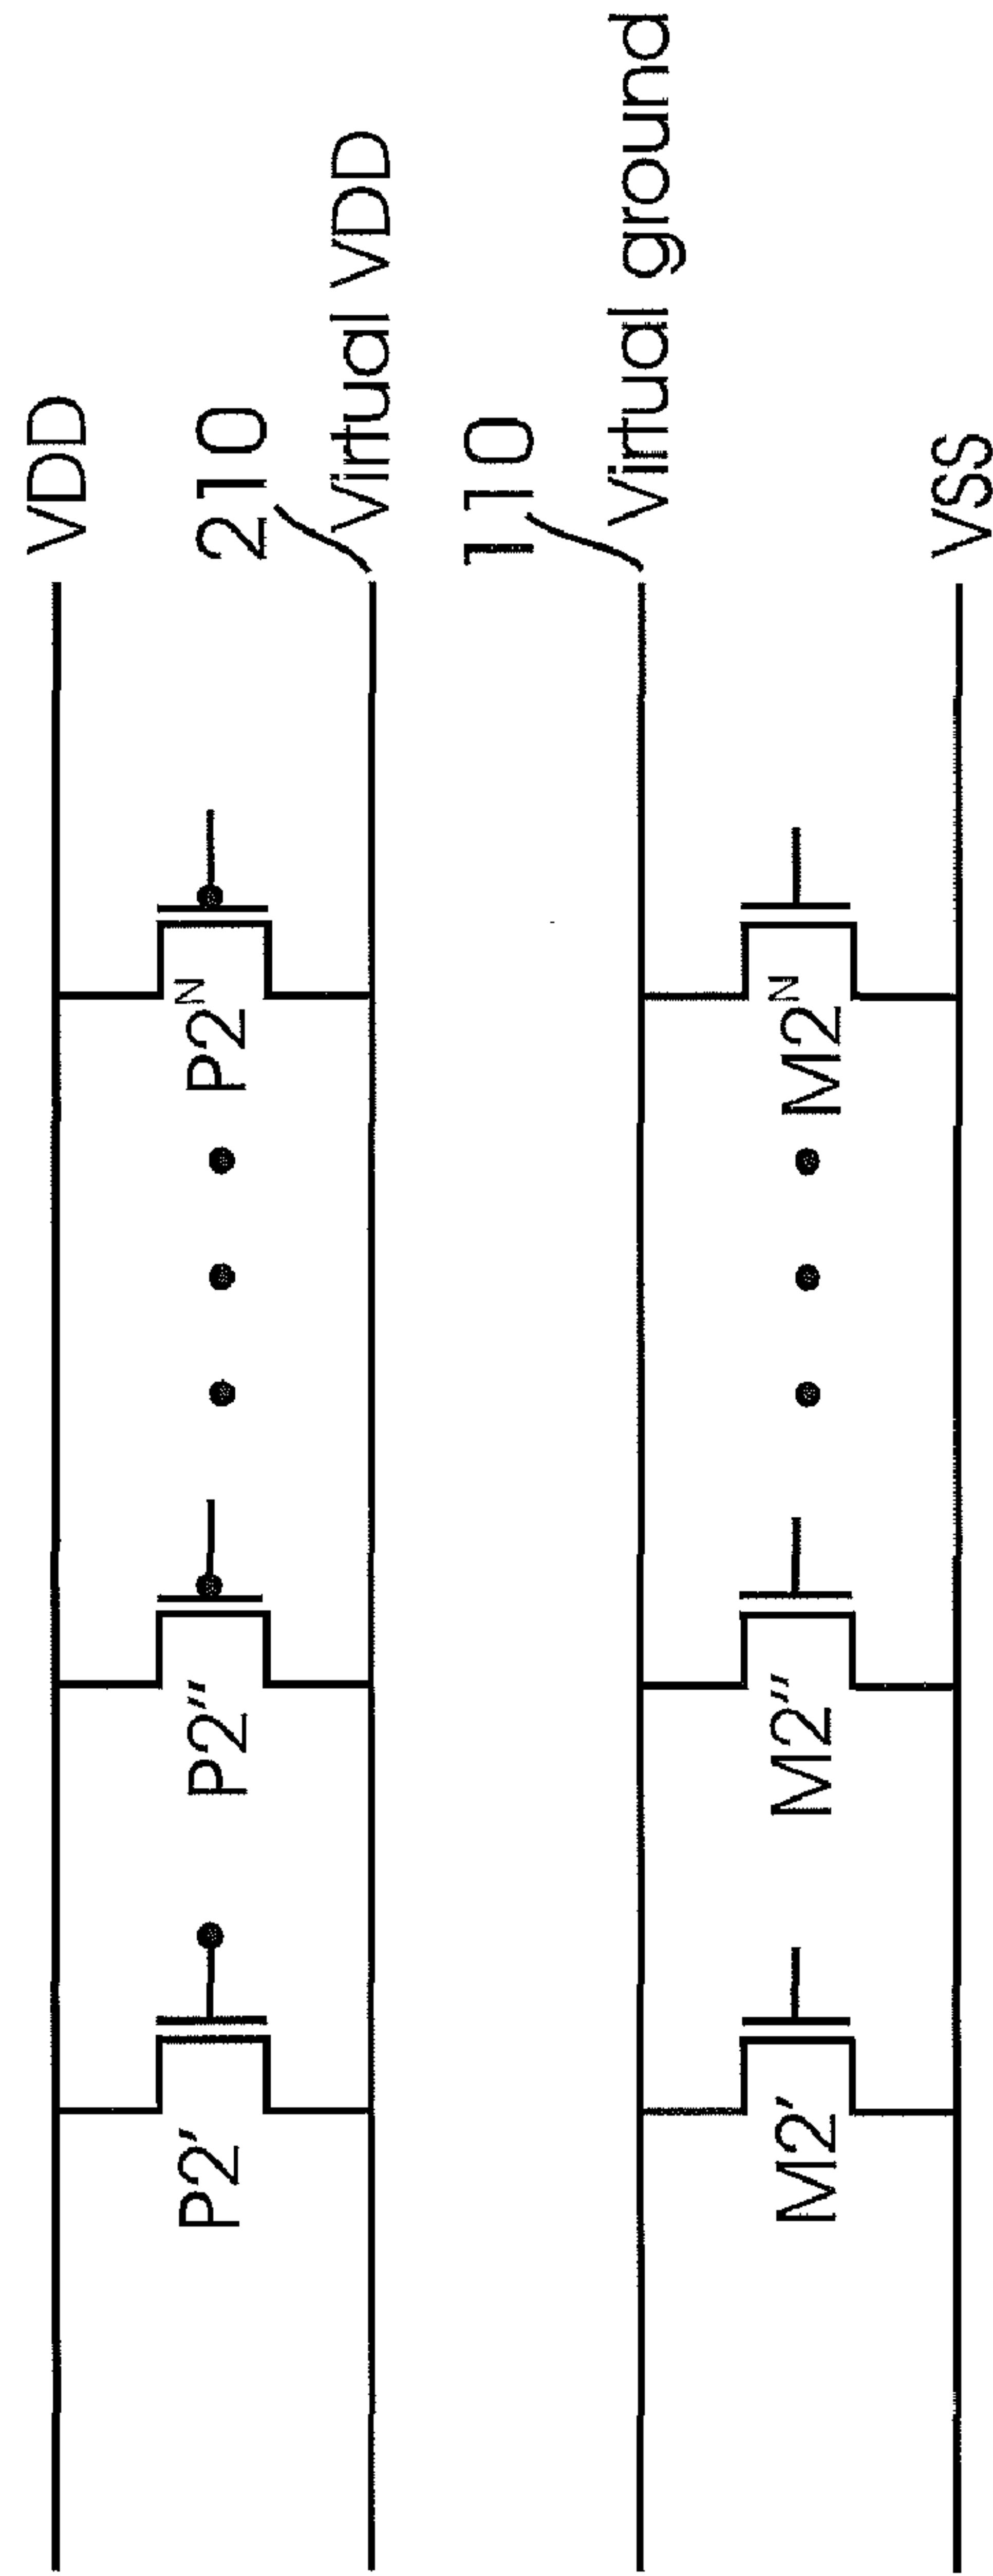 VDD
210
Virtual VDD
110
Virtual ground
VSS
P2'
P2''
P2ᴺ
M2'
M2''
M2ᴺ